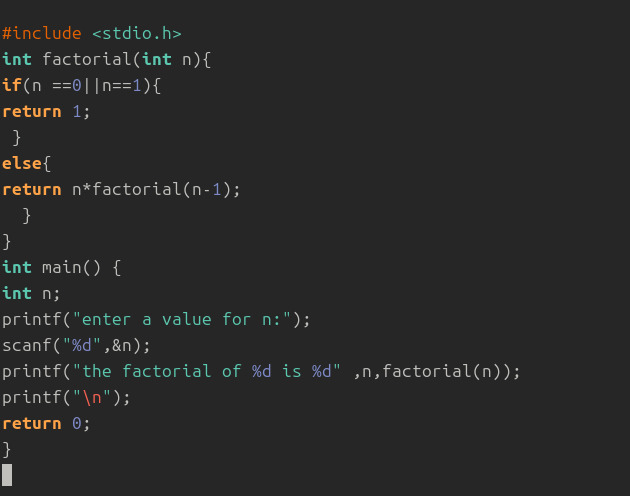 #include <stdio.h>
int factorial(int n){
if(n ==0||n==1){
return 1;
 }
else{
return n*factorial(n-1);
  }
}
int main() {
int n;
printf("enter a value for n:");
scanf("%d",&n);
printf("the factorial of %d is %d" ,n,factorial(n));
printf("\n");
return 0;
}